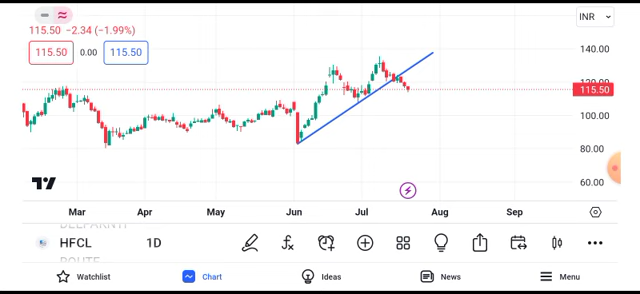 INR
115.50 −2.34 (−1.99%)
115.50 0.00 115.50
140.00
120.00
115.50
100.00
80.00
60.00
Mar Apr May Jun Jul Aug Sep
HFCL 1D
ROUTE
Watchlist Chart Ideas News Menu